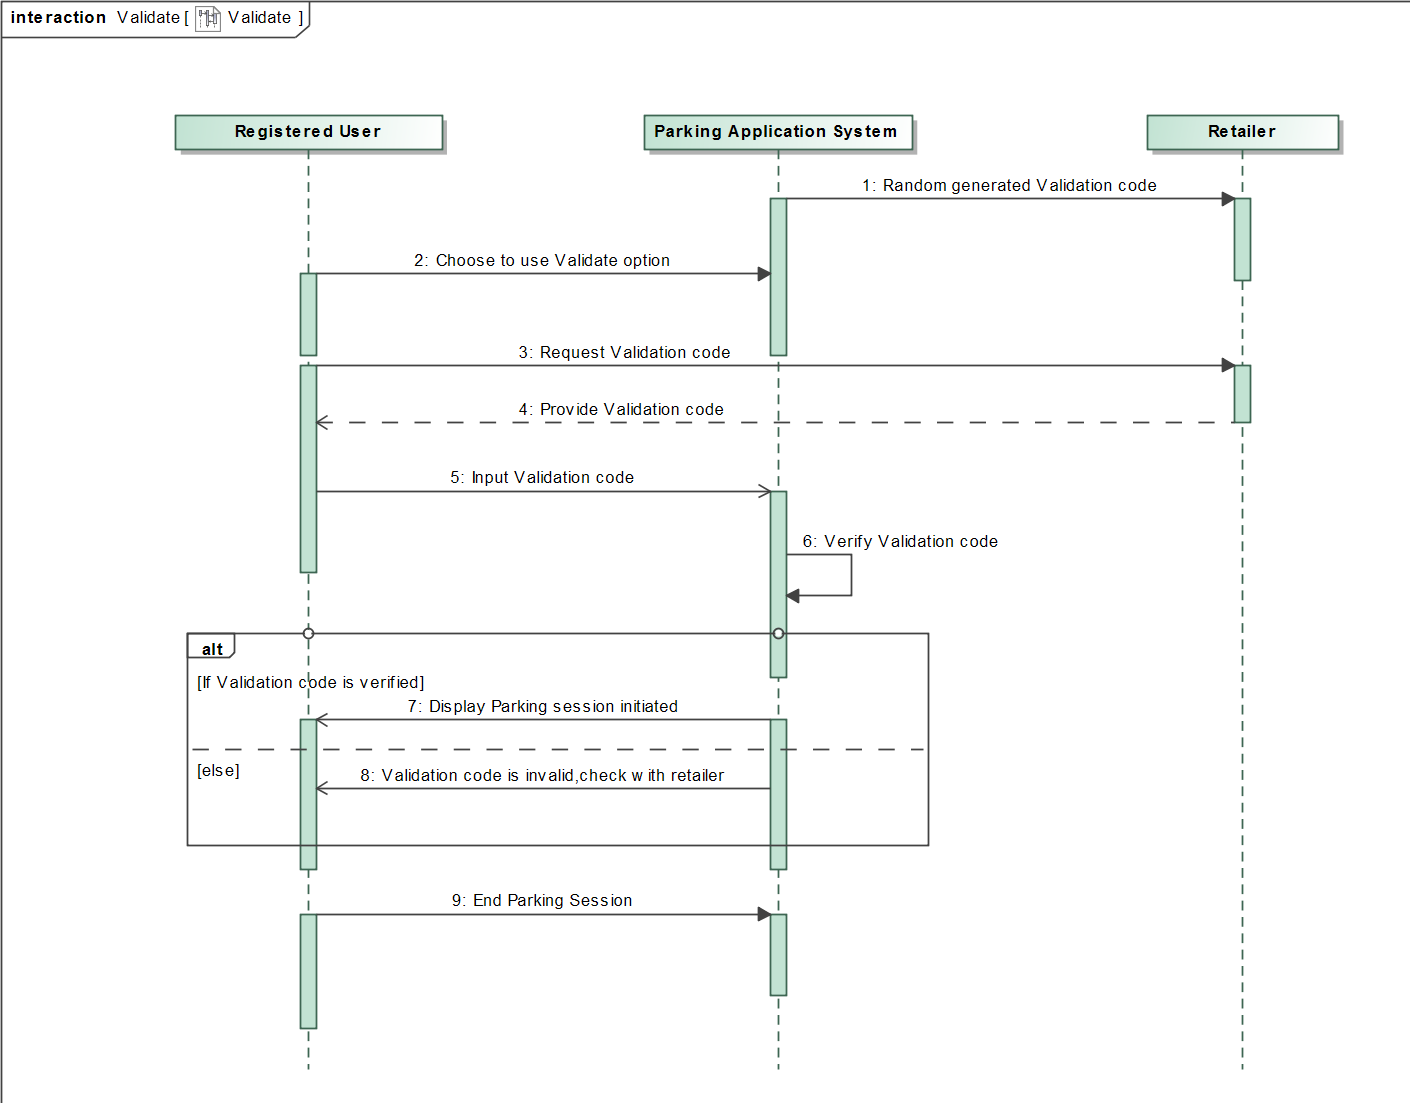 interaction Validate [ Validate ]
Registered User
Parking Application System
Retailer
1: Random generated Validation code
2: Choose to use Validate option
3: Request Validation code
4: Provide Validation code
5: Input Validation code
6: Verify Validation code
alt
[If Validation code is verified]
7: Display Parking session initiated
[else]
8: Validation code is invalid,check with retailer
9: End Parking Session